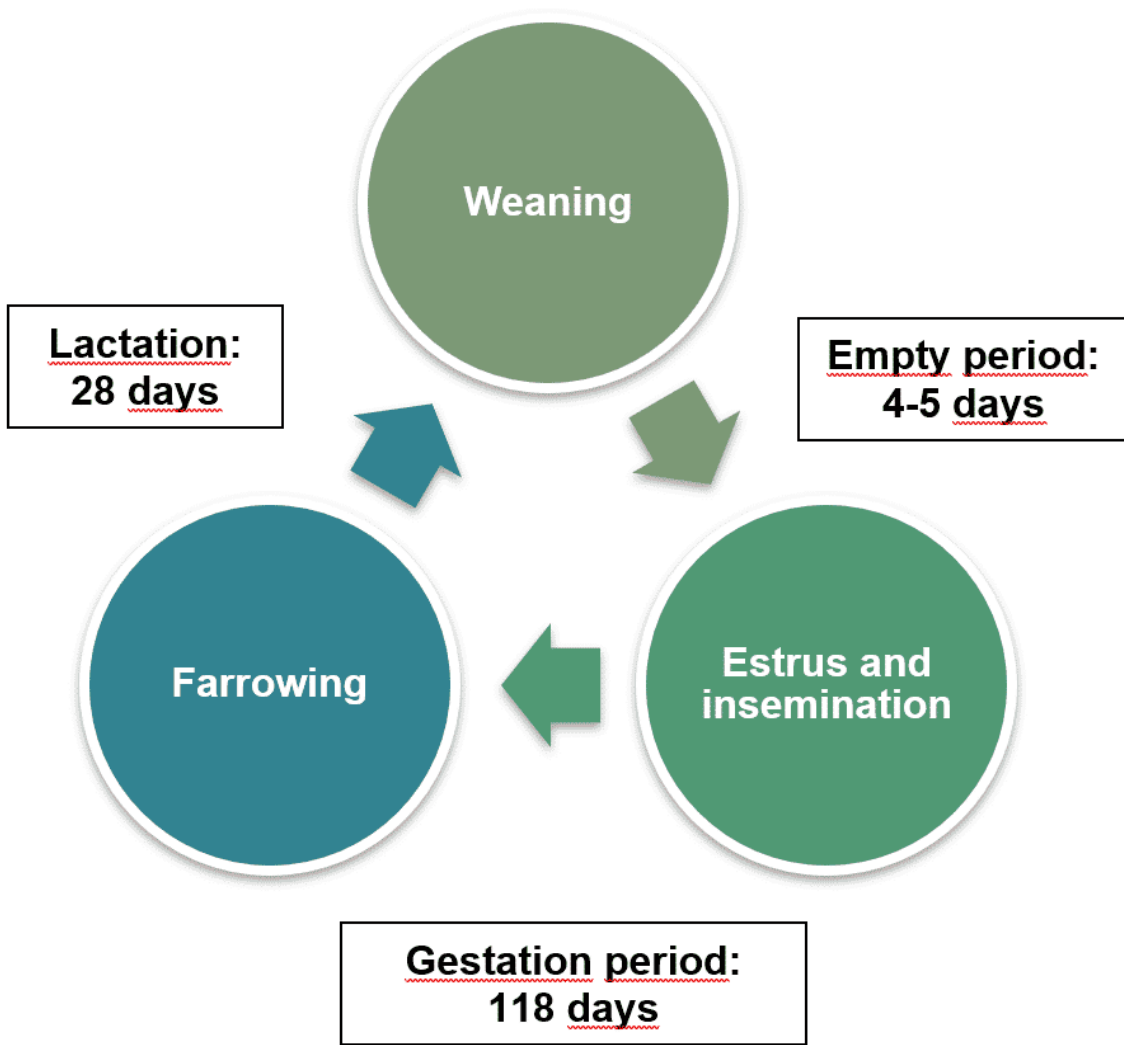 Weaning
Lactation:
28 days
Empty period:
4-5 days
Farrowing
Estrus and
insemination
Gestation period:
118 days